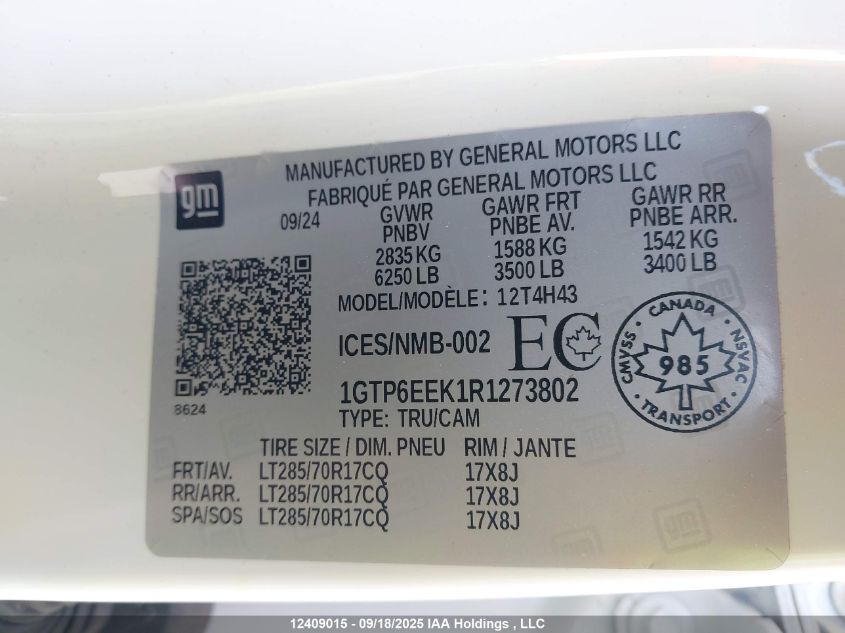 MANUFACTURED BY GENERAL MOTORS LLC
FABRIQUÉ PAR GENERAL MOTORS LLC
gm
09/24
GVWR GAWR FRT GAWR RR
PNBV PNBE AV. PNBE ARR.
2835 KG 1588 KG 1542 KG
6250 LB 3500 LB 3400 LB
MODEL/MODÈLE: 12T4H43
ICES/NMB-002
EC
CANADA
CMVSS
985
NSVAC
TRANSPORT
8624
1GTP6EEK1R1273802
TYPE: TRU/CAM
TIRE SIZE / DIM. PNEU RIM / JANTE
FRT/AV. LT285/70R17CQ 17X8J
RR/ARR. LT285/70R17CQ 17X8J
SPA/SOS LT285/70R17CQ 17X8J
12409015 - 09/18/2025 IAA Holdings , LLC